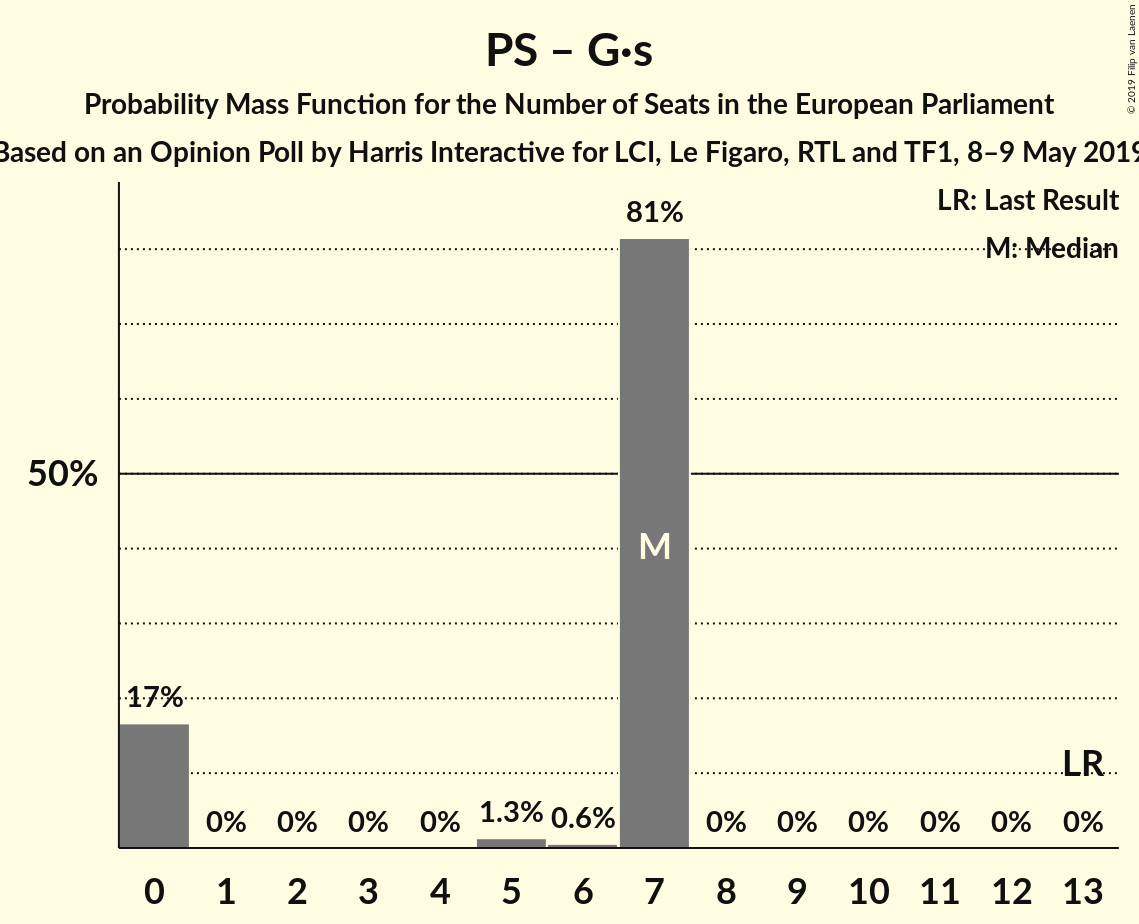 PS – G·s
Probability Mass Function for the Number of Seats in the European Parliament
Based on an Opinion Poll by Harris Interactive for LCI, Le Figaro, RTL and TF1, 8–9 May 2019
© 2019 Filip van Laenen
LR: Last Result
M: Median
81%
50%
M
17%
LR
0% 0% 0% 0% 1.3% 0.6% 0% 0% 0% 0% 0% 0%
0 1 2 3 4 5 6 7 8 9 10 11 12 13